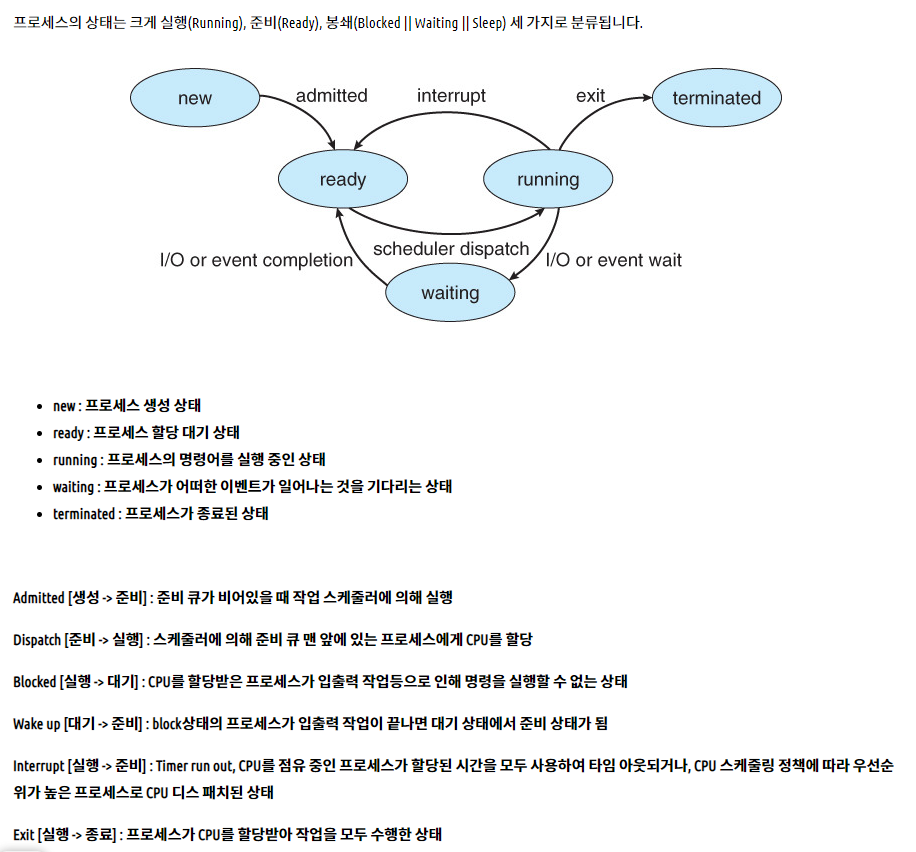 프로세스의 상태는 크게 실행(Running), 준비(Ready), 봉쇄(Blocked || Waiting || Sleep) 세 가지로 분류됩니다.
new
admitted
interrupt
exit
terminated
ready
running
scheduler dispatch
I/O or event completion
I/O or event wait
waiting
• new : 프로세스 생성 상태
• ready : 프로세스 할당 대기 상태
• running : 프로세스의 명령어를 실행 중인 상태
• waiting : 프로세스가 어떠한 이벤트가 일어나는 것을 기다리는 상태
• terminated : 프로세스가 종료된 상태
Admitted [생성 -> 준비] : 준비 큐가 비어있을 때 작업 스케줄러에 의해 실행
Dispatch [준비 -> 실행] : 스케줄러에 의해 준비 큐 맨 앞에 있는 프로세스에게 CPU를 할당
Blocked [실행 -> 대기] : CPU를 할당받은 프로세스가 입출력 작업등으로 인해 명령을 실행할 수 없는 상태
Wake up [대기 -> 준비] : block상태의 프로세스가 입출력 작업이 끝나면 대기 상태에서 준비 상태가 됨
Interrupt [실행 -> 준비] : Timer run out, CPU를 점유 중인 프로세스가 할당된 시간을 모두 사용하여 타임 아웃되거나, CPU 스케줄링 정책에 따라 우선순
위가 높은 프로세스로 CPU 디스 패치된 상태
Exit [실행 -> 종료] : 프로세스가 CPU를 할당받아 작업을 모두 수행한 상태